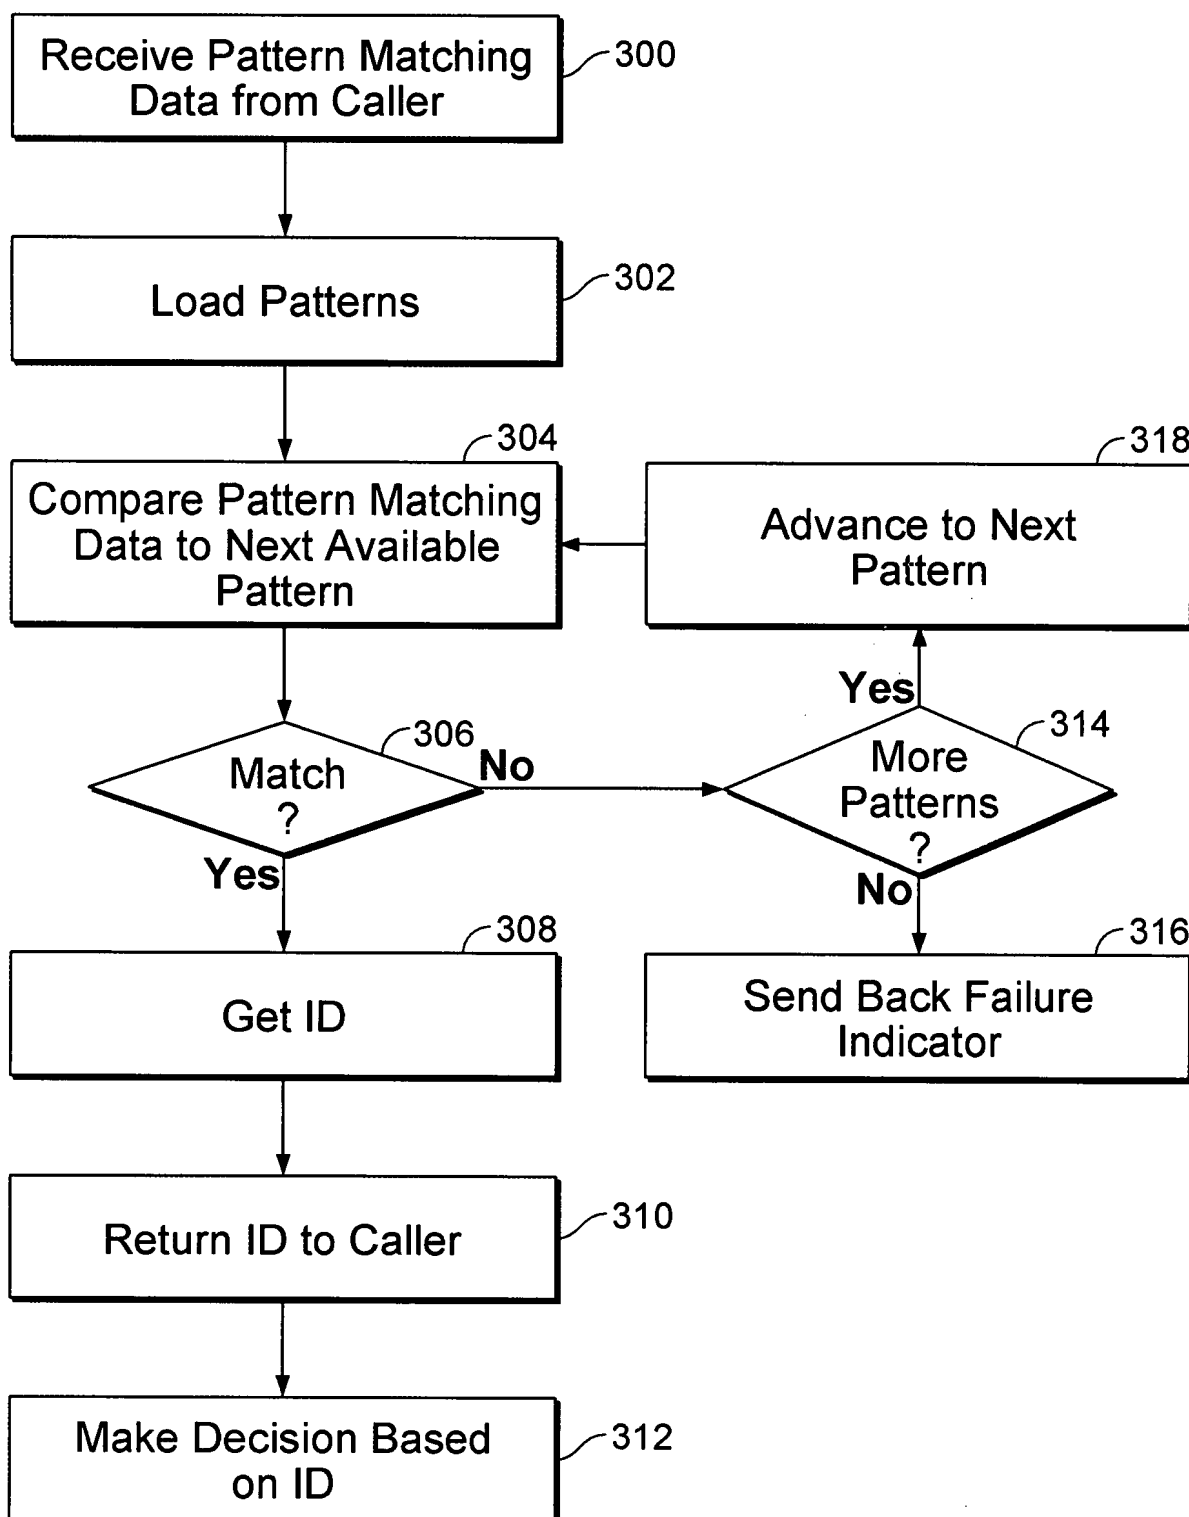 Receive Pattern Matching
Data from Caller
300
Load Patterns
302
304
Compare Pattern Matching
Data to Next Available
Pattern
318
Advance to Next
Pattern
306
Match
?
No
Yes
314
More
Patterns
?
Yes
No
308
Get ID
316
Send Back Failure
Indicator
Return ID to Caller
310
Make Decision Based
on ID
312